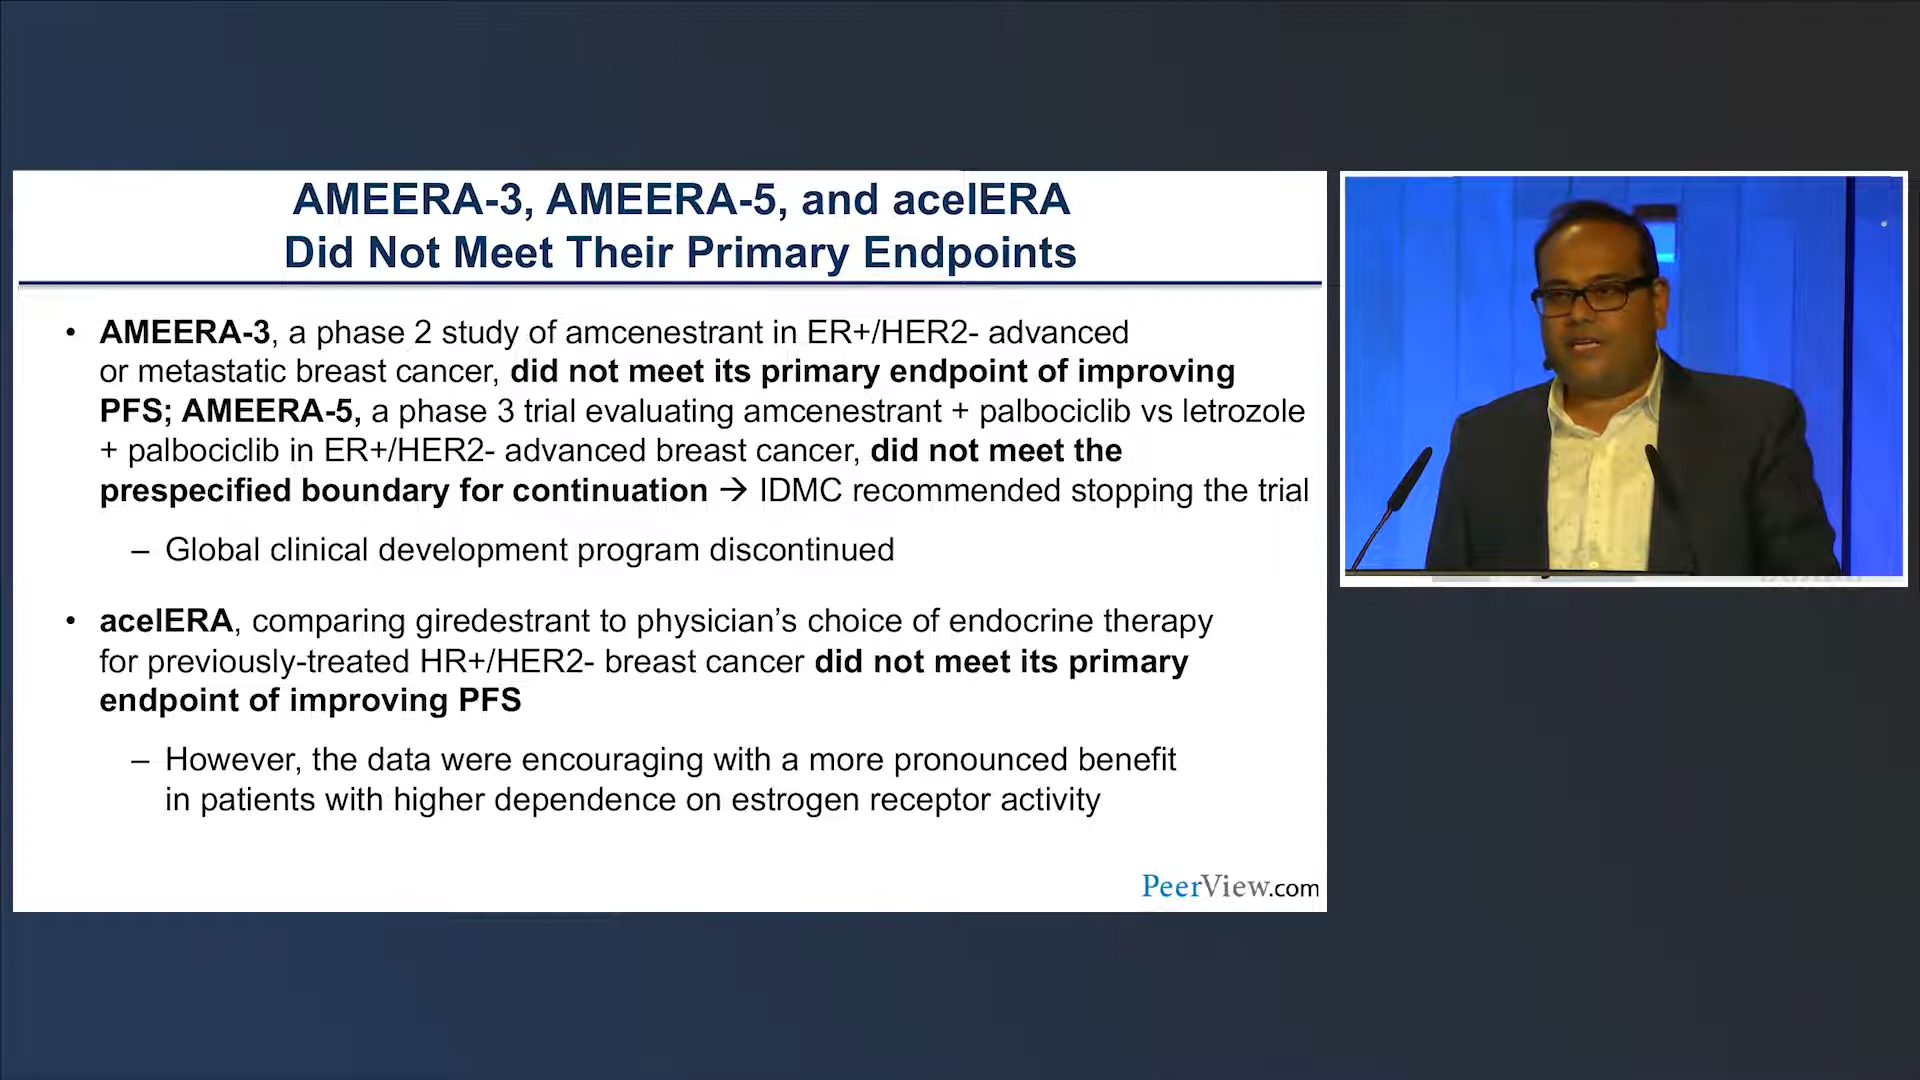 AMEERA-3, AMEERA-5, and acelERA
Did Not Meet Their Primary Endpoints
• AMEERA-3, a phase 2 study of amcenestrant in ER+/HER2- advanced
or metastatic breast cancer, did not meet its primary endpoint of improving
PFS; AMEERA-5, a phase 3 trial evaluating amcenestrant + palbociclib vs letrozole
+ palbociclib in ER+/HER2- advanced breast cancer, did not meet the
prespecified boundary for continuation → IDMC recommended stopping the trial
– Global clinical development program discontinued
• acelERA, comparing giredestrant to physician’s choice of endocrine therapy
for previously-treated HR+/HER2- breast cancer did not meet its primary
endpoint of improving PFS
– However, the data were encouraging with a more pronounced benefit
in patients with higher dependence on estrogen receptor activity
PeerView.com